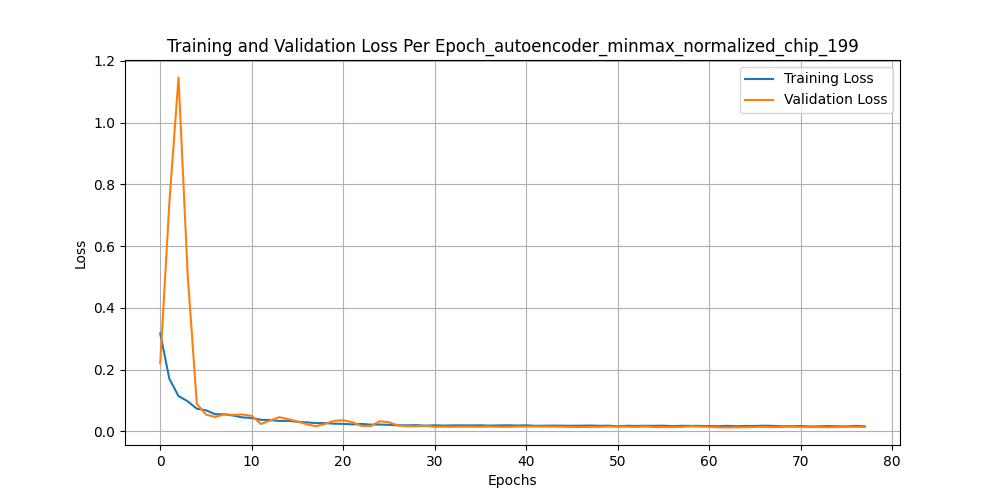 Training and Validation Loss Per Epoch_autoencoder_minmax_normalized_chip_199
Training Loss
Validation Loss
1.2
1.0
0.8
0.6
0.4
0.2
0.0
Loss
0 10 20 30 40 50 60 70 80
Epochs